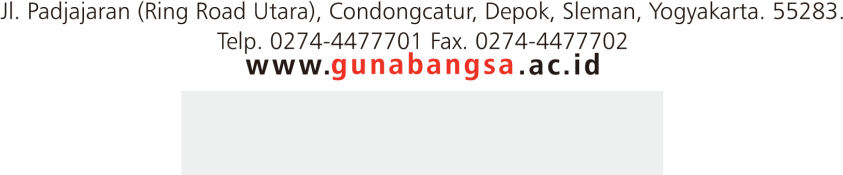 Jl. Padjajaran (Ring Road Utara), Condongcatur, Depok, Sleman, Yogyakarta. 55283.
Telp. 0274-4477701 Fax. 0274-4477702
www.gunabangsa.ac.id